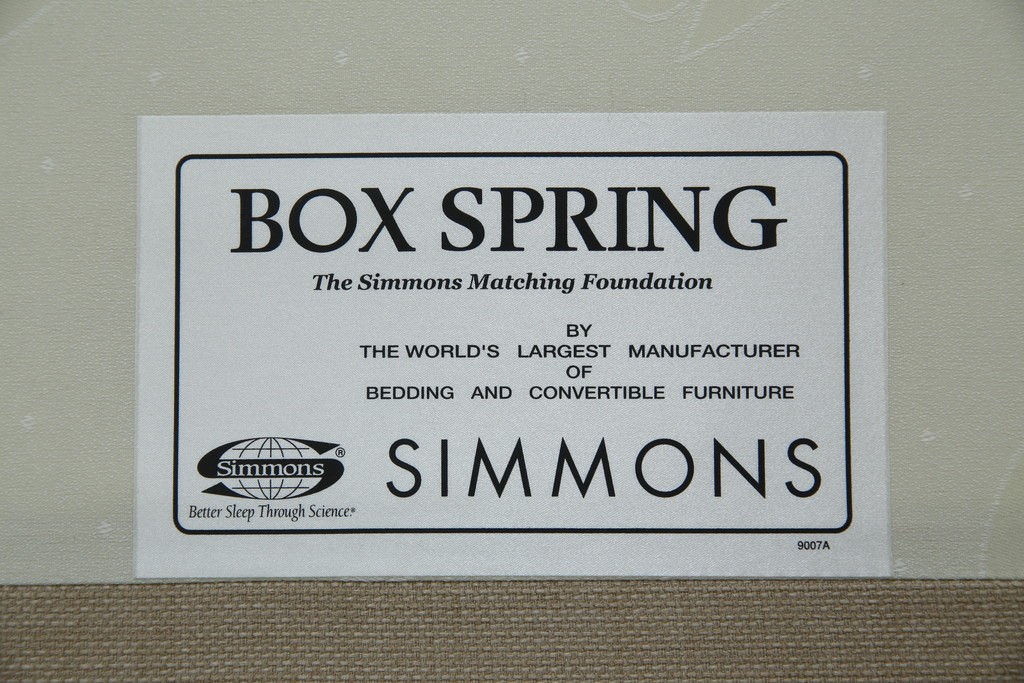 BOX SPRING
The Simmons Matching Foundation
BY
THE WORLD'S LARGEST MANUFACTURER
OF
BEDDING AND CONVERTIBLE FURNITURE
Simmons®
Better Sleep Through Science®
SIMMONS
9007A